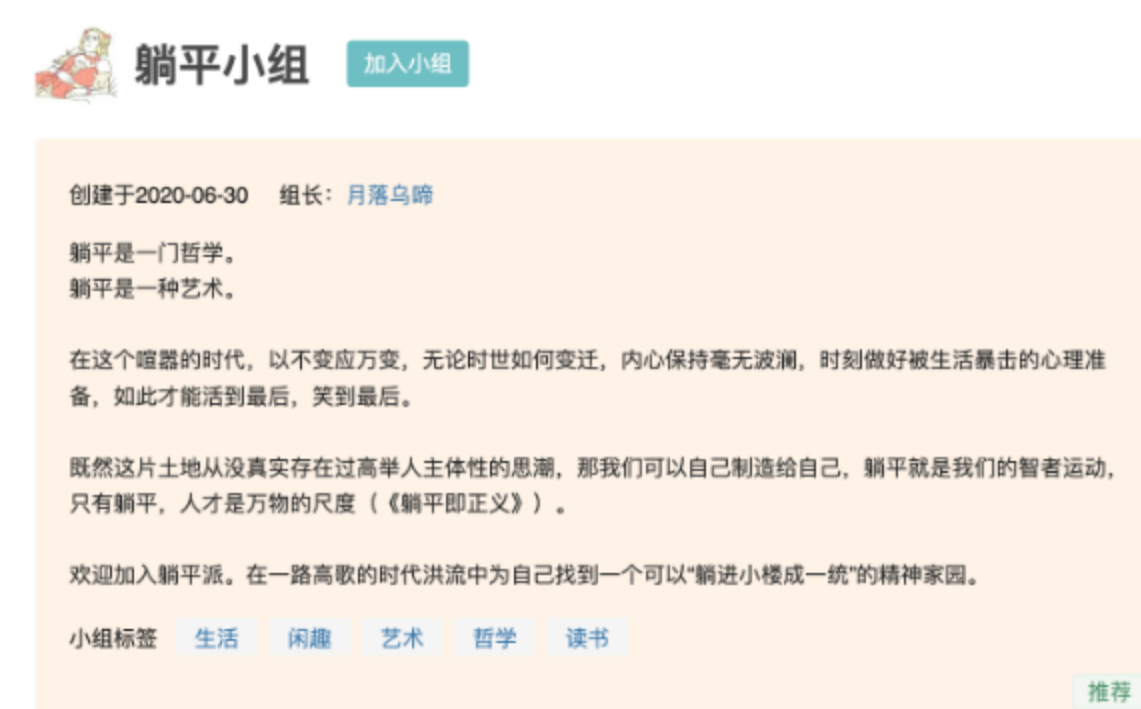 躺平小组 加入小组
创建于2020-06-30 组长：月落乌啼
躺平是一门哲学。
躺平是一种艺术。
在这个喧嚣的时代，以不变应万变，无论时世如何变迁，内心保持毫无波澜，时刻做好被生活暴击的心理准
备，如此才能活到最后，笑到最后。
既然这片土地从没真实存在过高举人主体性的思潮，那我们可以自己制造给自己，躺平就是我们的智者运动，
只有躺平，人才是万物的尺度（《躺平即正义》）。
欢迎加入躺平派。在一路高歌的时代洪流中为自己找到一个可以“躺进小楼成一统”的精神家园。
小组标签 生活 闲趣 艺术 哲学 读书
推荐